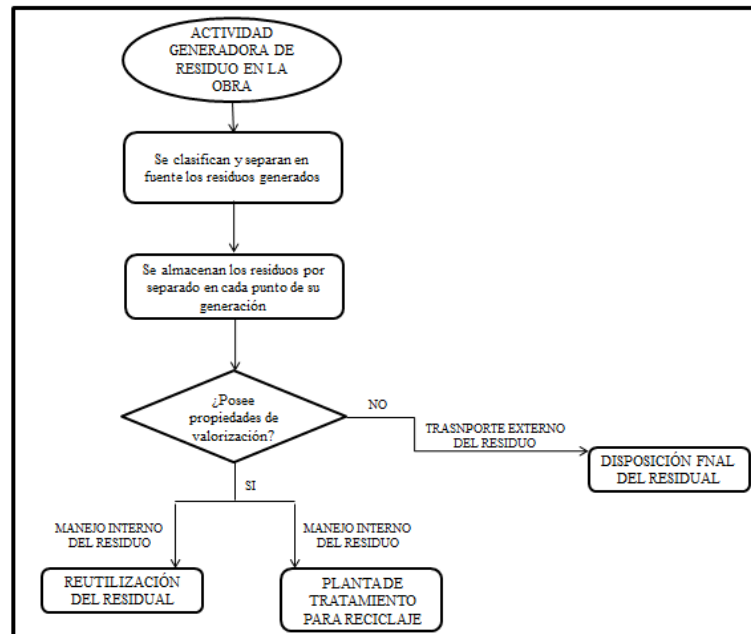 ACTIVIDAD
GENERADORA DE
RESIDUO EN LA
OBRA
Se clasifican y separan en
fuente los residuos generados
Se almacenan los residuos por
separado en cada punto de su
generación
¿Posee
propiedades de
valorización?
NO
TRASNPORTE EXTERNO
DEL RESIDUO
DISPOSICIÓN FNAL
DEL RESIDUAL
SI
MANEJO INTERNO
DEL RESIDUO
MANEJO INTERNO
DEL RESIDUO
REUTILIZACIÓN
DEL RESIDUAL
PLANTA DE
TRATAMIENTO
PARA RECICLAJE